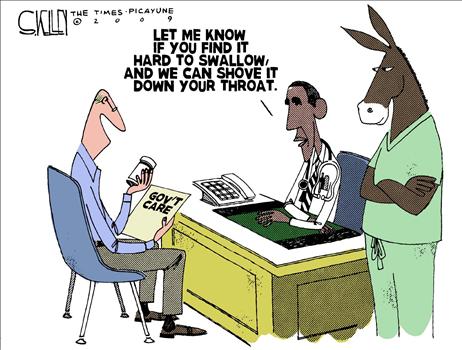 S.KELLEY THE TIMES-PICAYUNE
© 2009
LET ME KNOW
IF YOU FIND IT
HARD TO SWALLOW,
AND WE CAN SHOVE IT
DOWN YOUR THROAT.
GOV'T
CARE